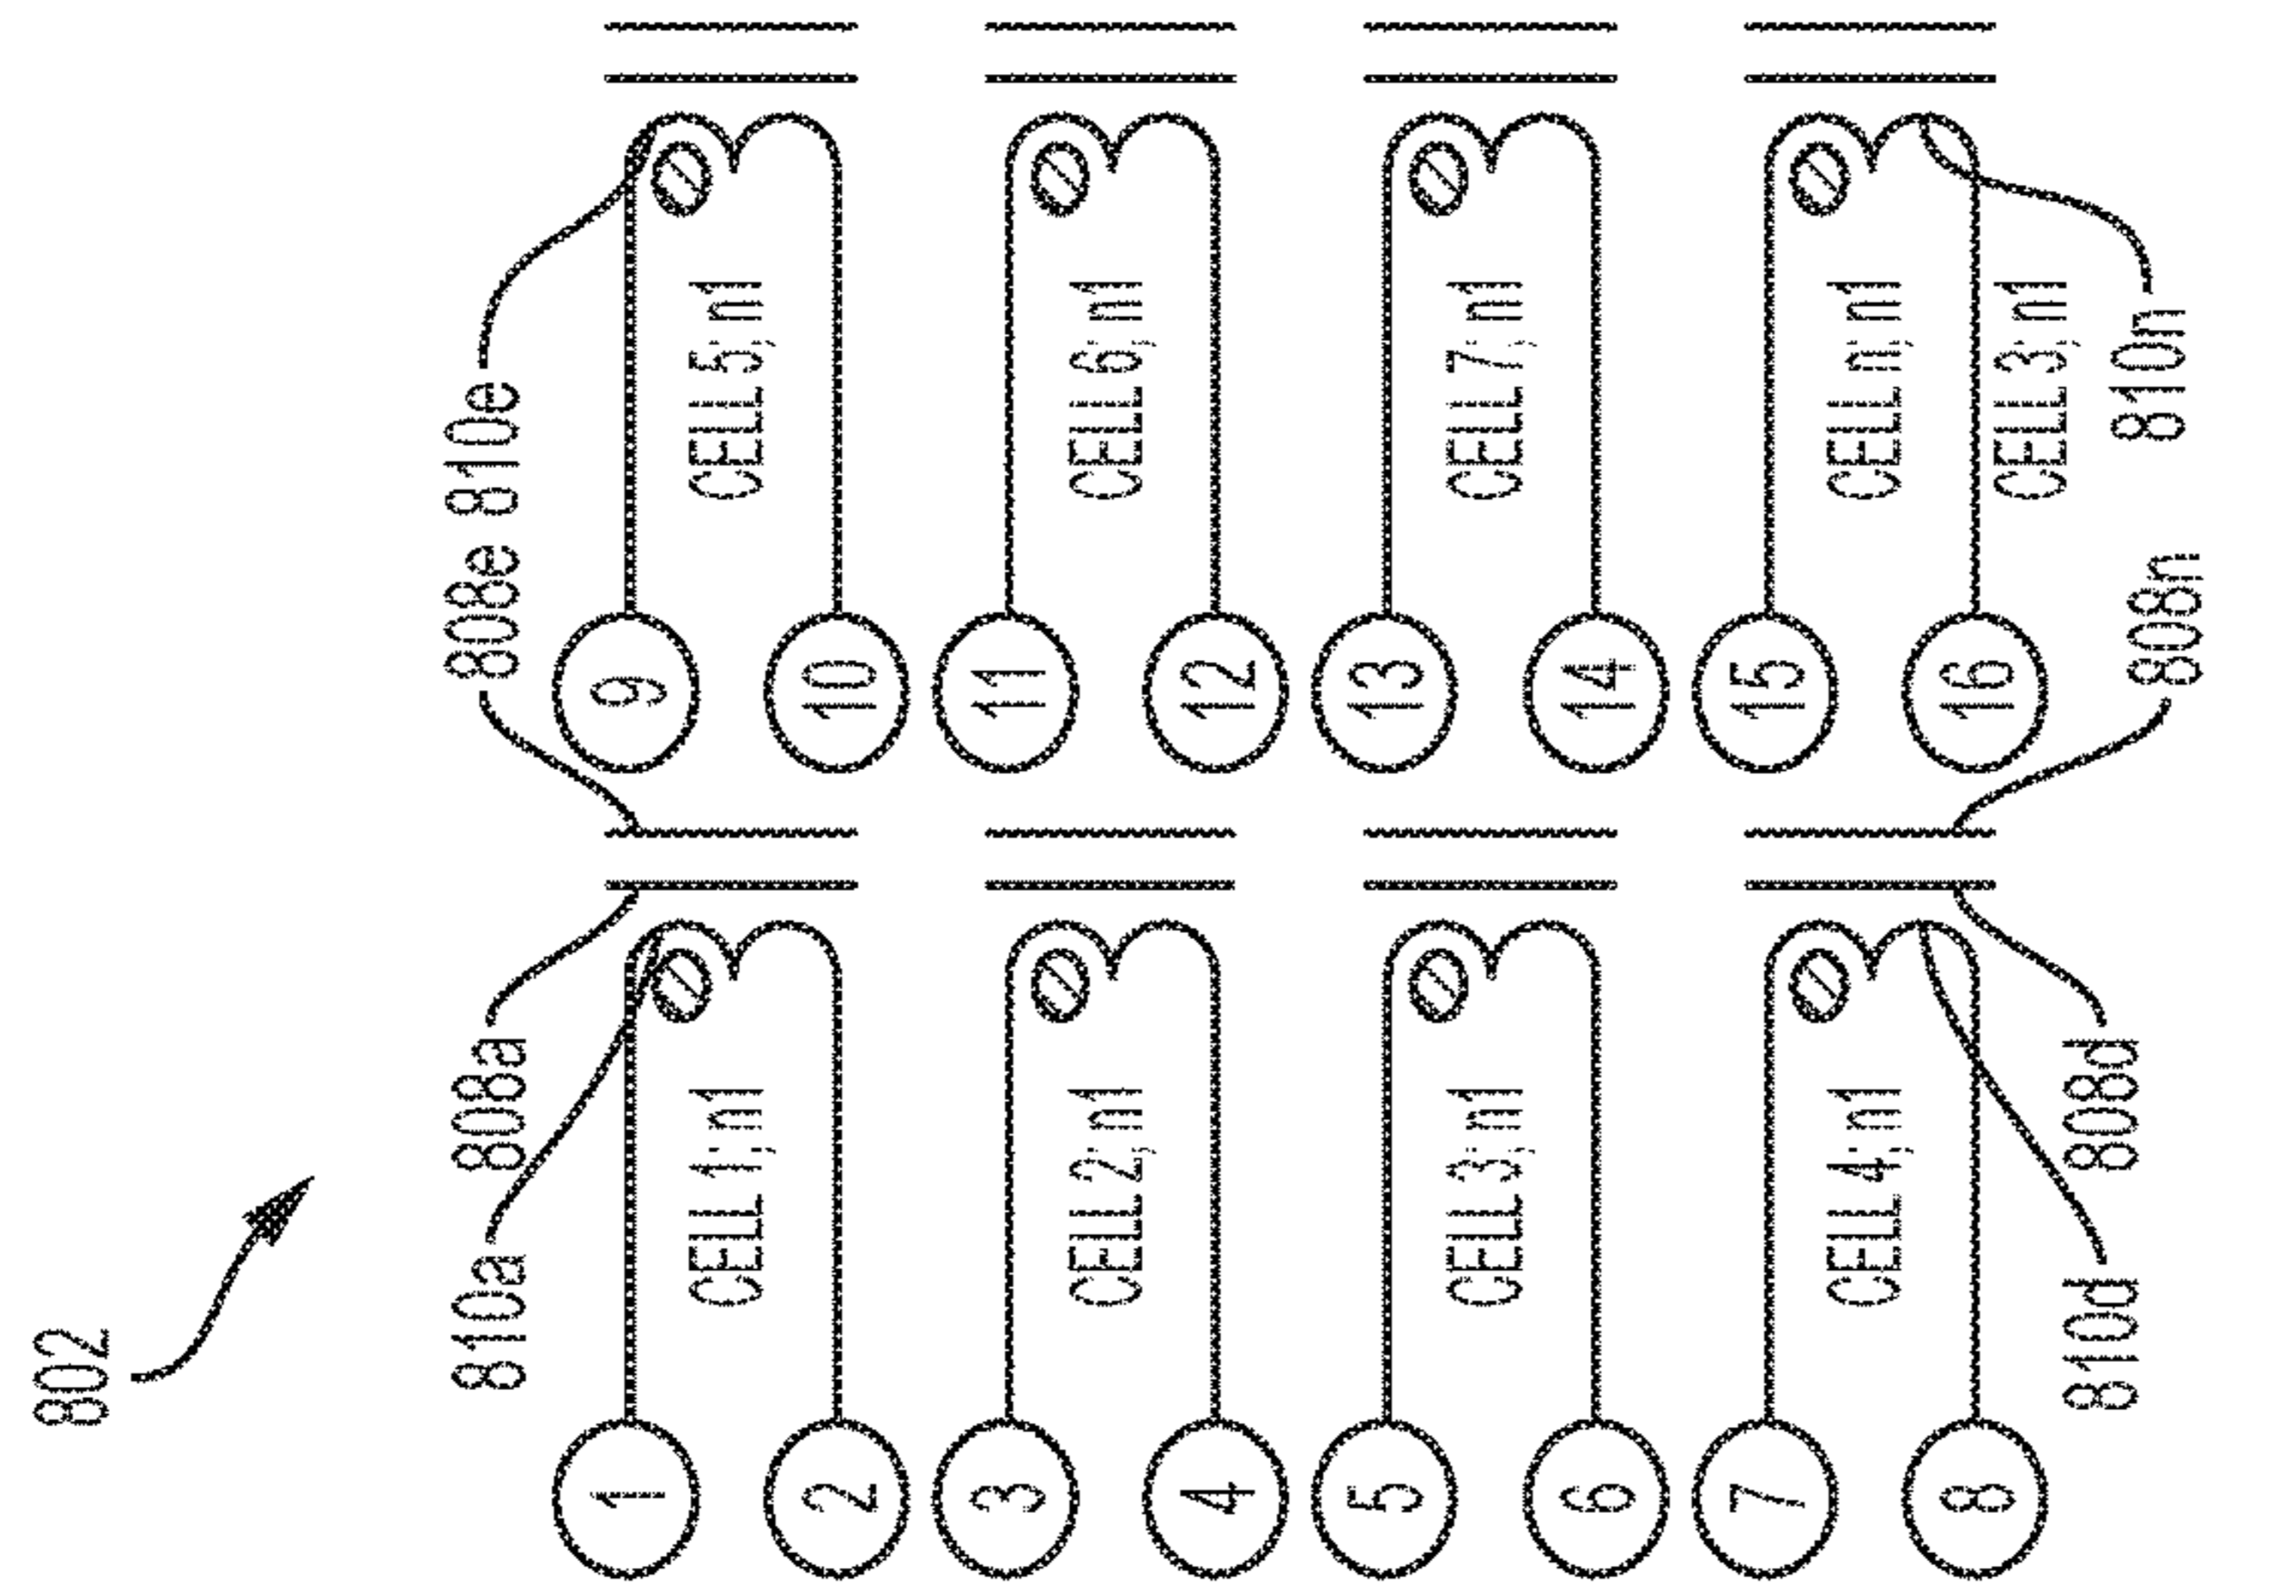 802
810a 808a
808e 810e
1
CELL 1; n1
2
3
CELL 2; n1
4
5
CELL 3; n1
6
7
CELL 4; n1
8
810d 808d
9
CELL 5; n1
10
11
CELL 6; n1
12
13
CELL 7; n1
14
15
CELL n; n1
16
CELL 3; n1
808n
810n